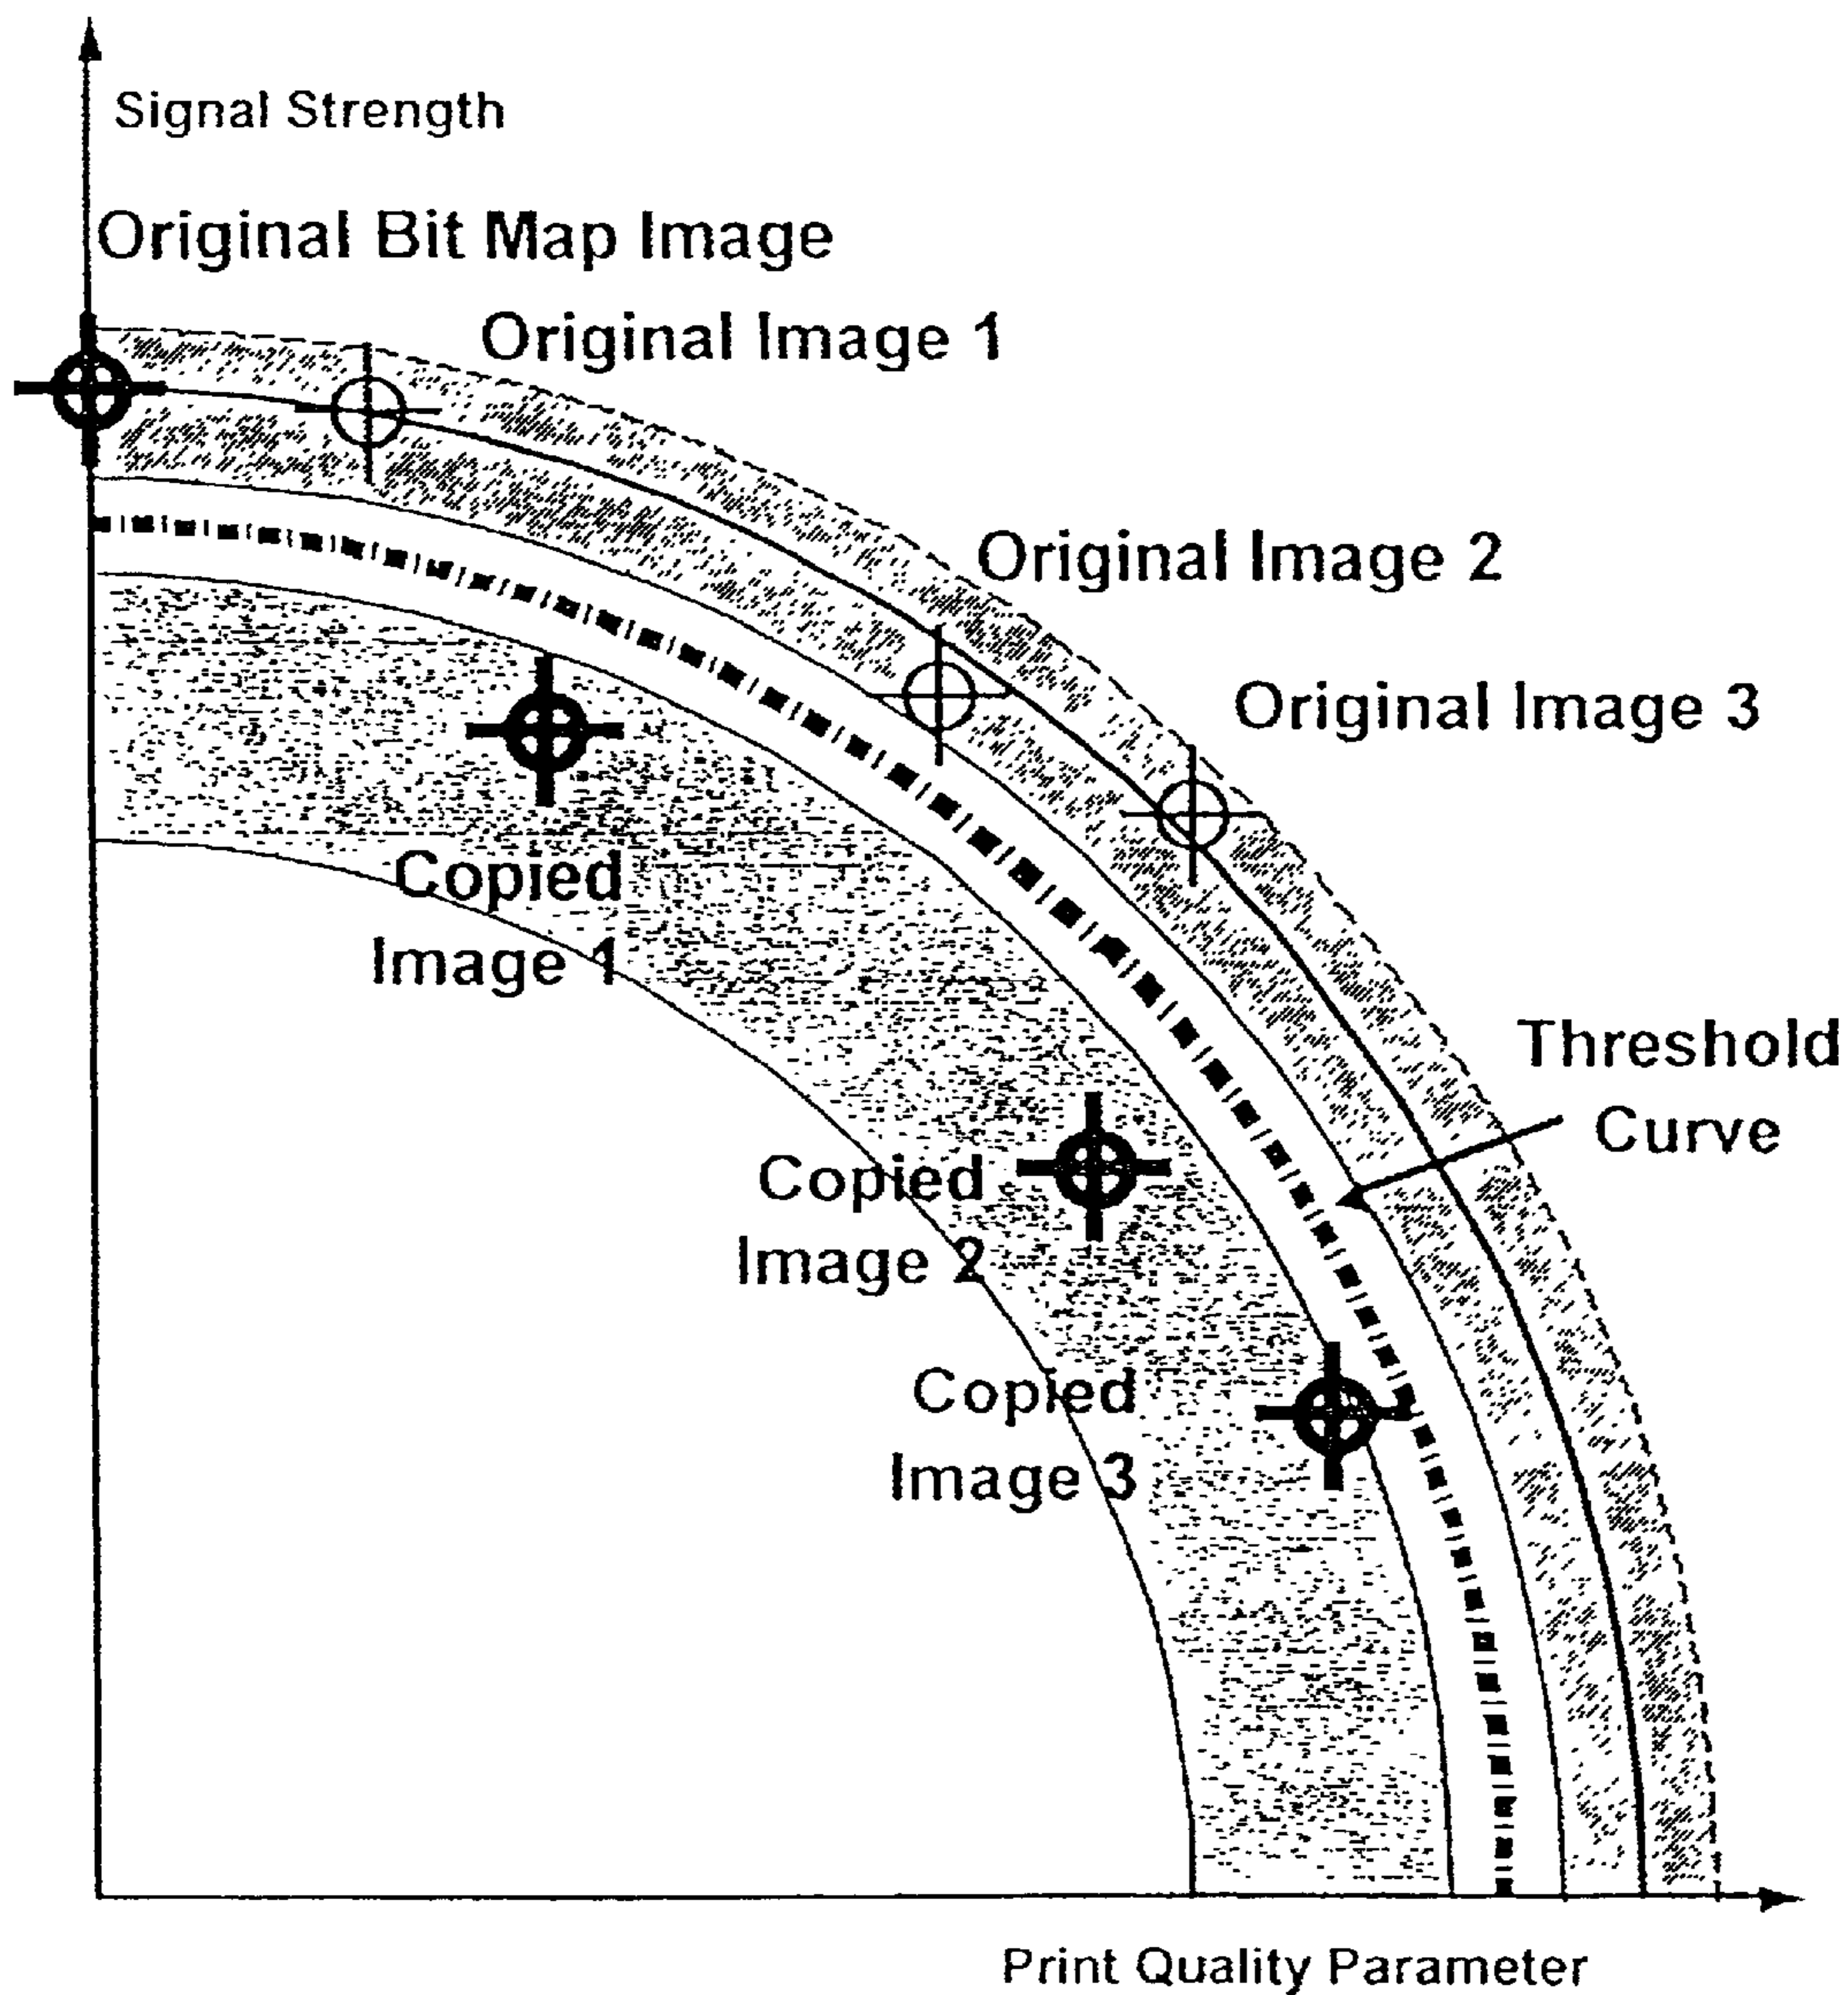 Signal Strength
Original Bit Map Image
Original Image 1
Original Image 2
Original Image 3
Copied
Image 1
Threshold
Curve
Copied
Image 2
Copied
Image 3
Print Quality Parameter